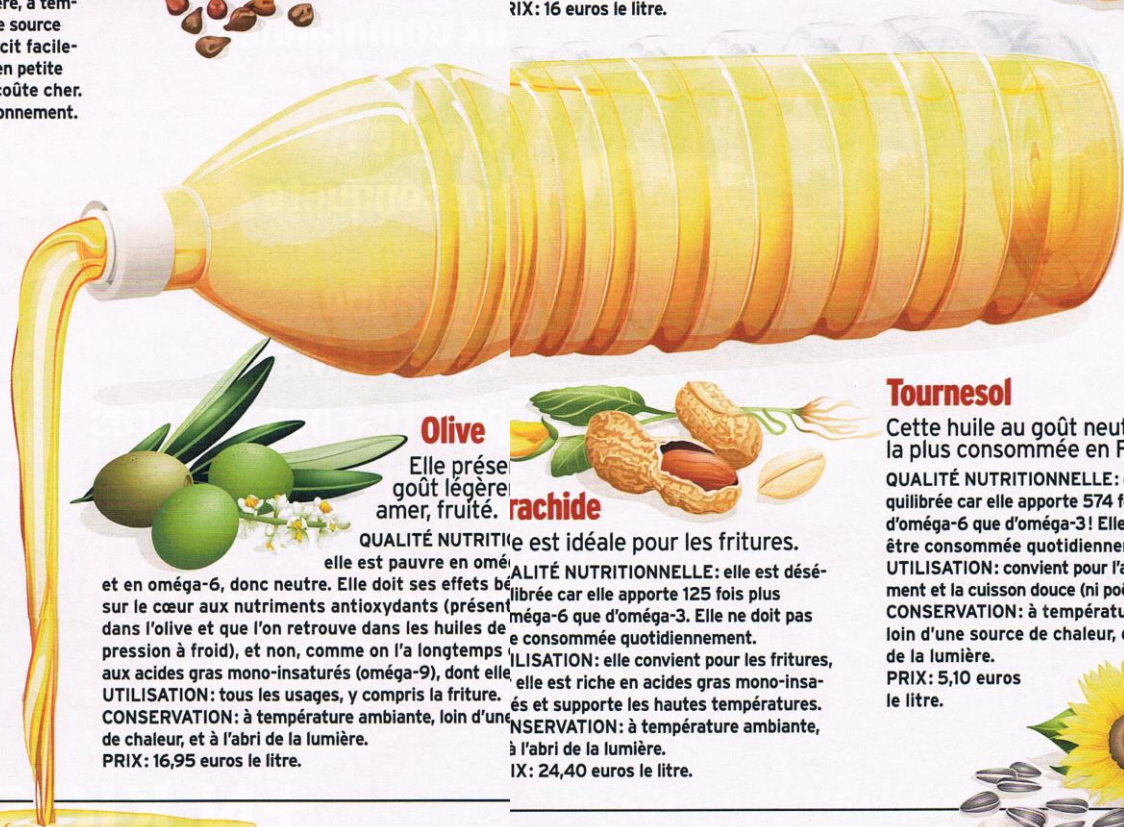 ère, à tem-
e source
cit facile-
en petite
coûte cher.
onnement.
RIX: 16 euros le litre.
Olive
Elle prése
goût légère
amer, fruité.
QUALITÉ NUTRITI
elle est pauvre en omé
et en oméga-6, donc neutre. Elle doit ses effets bé
sur le cœur aux nutriments antioxydants (présent
dans l'olive et que l'on retrouve dans les huiles de
pression à froid), et non, comme on l'a longtemps
aux acides gras mono-insaturés (oméga-9), dont elle
UTILISATION: tous les usages, y compris la friture.
CONSERVATION: à température ambiante, loin d'une
de chaleur, et à l'abri de la lumière.
PRIX: 16,95 euros le litre.
rachide
e est idéale pour les fritures.
ALITÉ NUTRITIONNELLE: elle est désé-
librée car elle apporte 125 fois plus
méga-6 que d'oméga-3. Elle ne doit pas
e consommée quotidiennement.
ILISATION: elle convient pour les fritures,
elle est riche en acides gras mono-insa-
és et supporte les hautes températures.
NSERVATION: à température ambiante,
à l'abri de la lumière.
IX: 24,40 euros le litre.
Tournesol
Cette huile au goût neut
la plus consommée en F
QUALITÉ NUTRITIONNELLE:
quilibrée car elle apporte 574 f
d'oméga-6 que d'oméga-3! Elle
être consommée quotidienne
UTILISATION: convient pour l'a
ment et la cuisson douce (ni poê
CONSERVATION: à températu
loin d'une source de chaleur,
de la lumière.
PRIX: 5,10 euros
le litre.